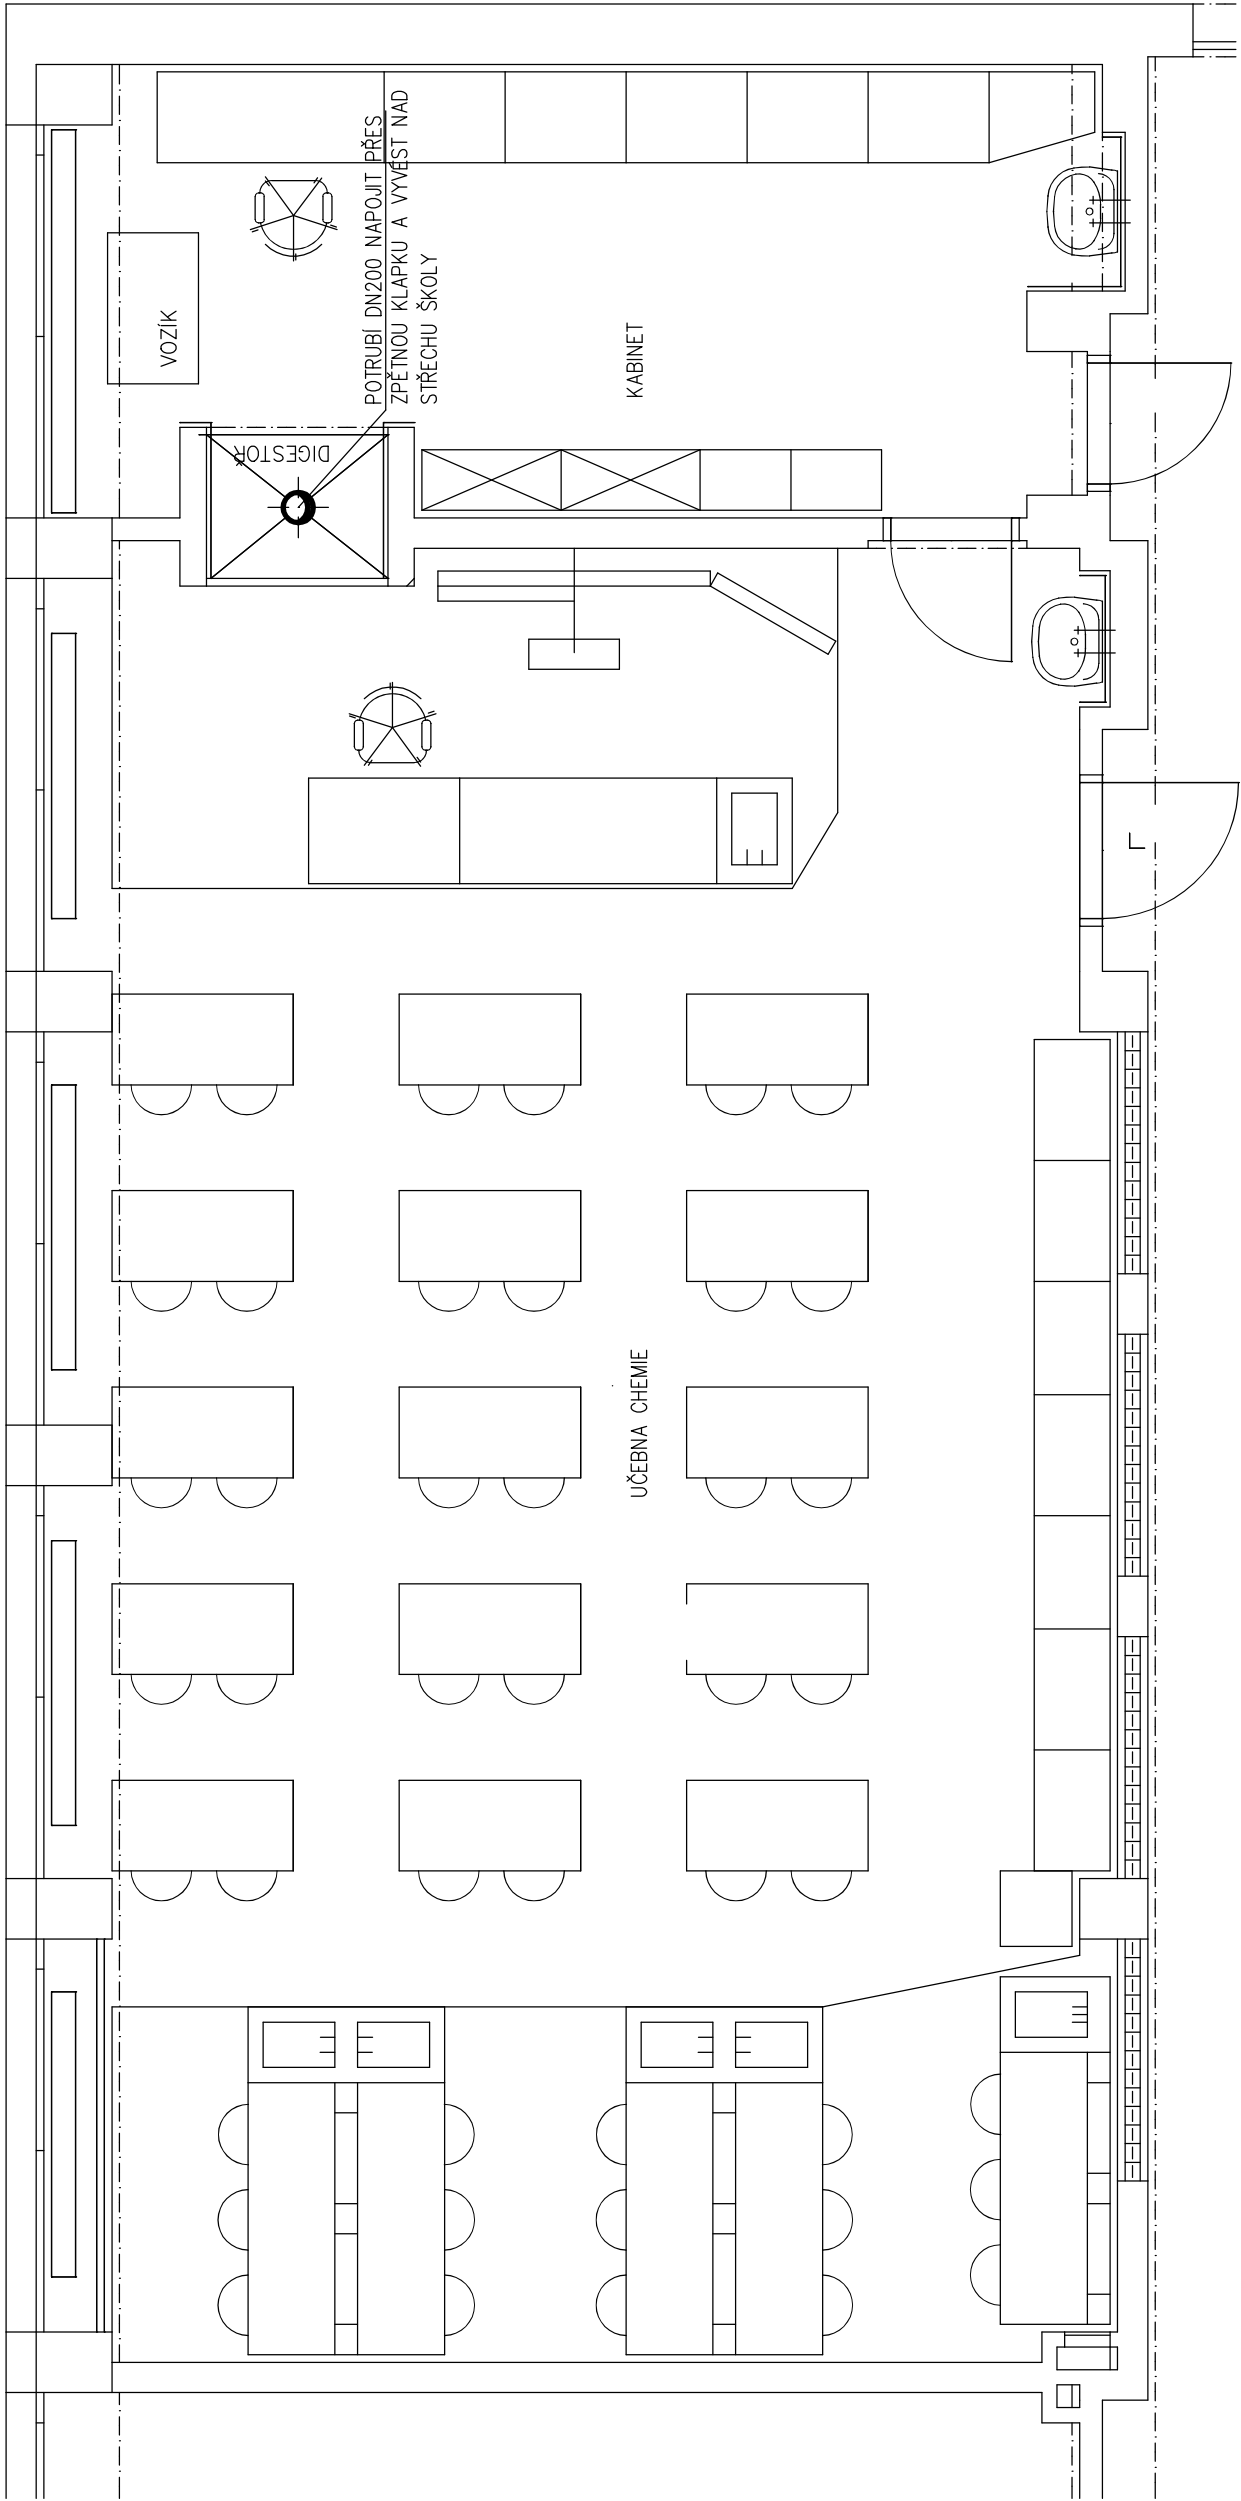 VOZÍK
POTRUBÍ DN200 NAPOJIT PŘES
ZPĚTNOU KLAPKU A VYVÉST NAD
STŘECHU ŠKOLY
KABINET
DIGESTOŘ
UČEBNA CHEMIE